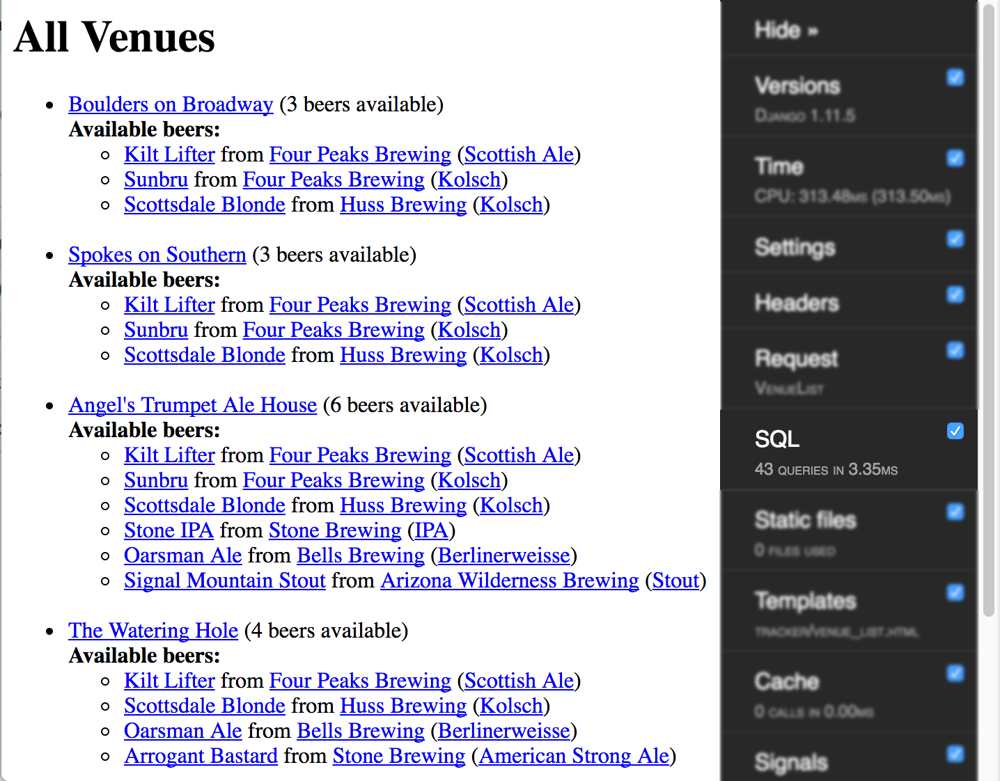 All Venues
Boulders on Broadway (3 beers available)
Available beers:
Kilt Lifter from Four Peaks Brewing (Scottish Ale)
Sunbru from Four Peaks Brewing (Kolsch)
Scottsdale Blonde from Huss Brewing (Kolsch)
Spokes on Southern (3 beers available)
Available beers:
Kilt Lifter from Four Peaks Brewing (Scottish Ale)
Sunbru from Four Peaks Brewing (Kolsch)
Scottsdale Blonde from Huss Brewing (Kolsch)
Angel's Trumpet Ale House (6 beers available)
Available beers:
Kilt Lifter from Four Peaks Brewing (Scottish Ale)
Sunbru from Four Peaks Brewing (Kolsch)
Scottsdale Blonde from Huss Brewing (Kolsch)
Stone IPA from Stone Brewing (IPA)
Oarsman Ale from Bells Brewing (Berlinerweisse)
Signal Mountain Stout from Arizona Wilderness Brewing (Stout)
The Watering Hole (4 beers available)
Available beers:
Kilt Lifter from Four Peaks Brewing (Scottish Ale)
Scottsdale Blonde from Huss Brewing (Kolsch)
Oarsman Ale from Bells Brewing (Berlinerweisse)
Arrogant Bastard from Stone Brewing (American Strong Ale)
Hide »
Versions
Django 1.11.5
Time
CPU: 313.48ms (313.50ms)
Settings
Headers
Request
VenueList
SQL
43 queries in 3.35ms
Static files
0 files used
Templates
tracker/venue_list.html
Cache
0 calls in 0.00ms
Signals